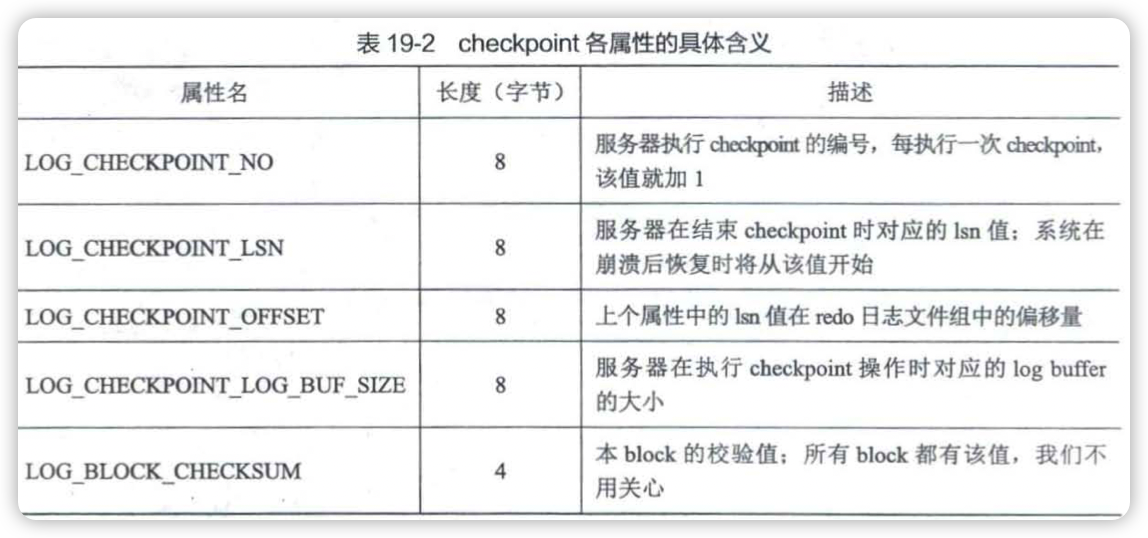 表 19-2 checkpoint 各属性的具体含义
属性名 长度（字节） 描述
LOG_CHECKPOINT_NO 8 服务器执行 checkpoint 的编号，每执行一次 checkpoint，
该值就加 1
LOG_CHECKPOINT_LSN 8 服务器在结束 checkpoint 时对应的 lsn 值；系统在
崩溃后恢复时将从该值开始
LOG_CHECKPOINT_OFFSET 8 上个属性中的 lsn 值在 redo 日志文件组中的偏移量
LOG_CHECKPOINT_LOG_BUF_SIZE 8 服务器在执行 checkpoint 操作时对应的 log buffer
的大小
LOG_BLOCK_CHECKSUM 4 本 block 的校验值；所有 block 都有该值，我们不
用关心